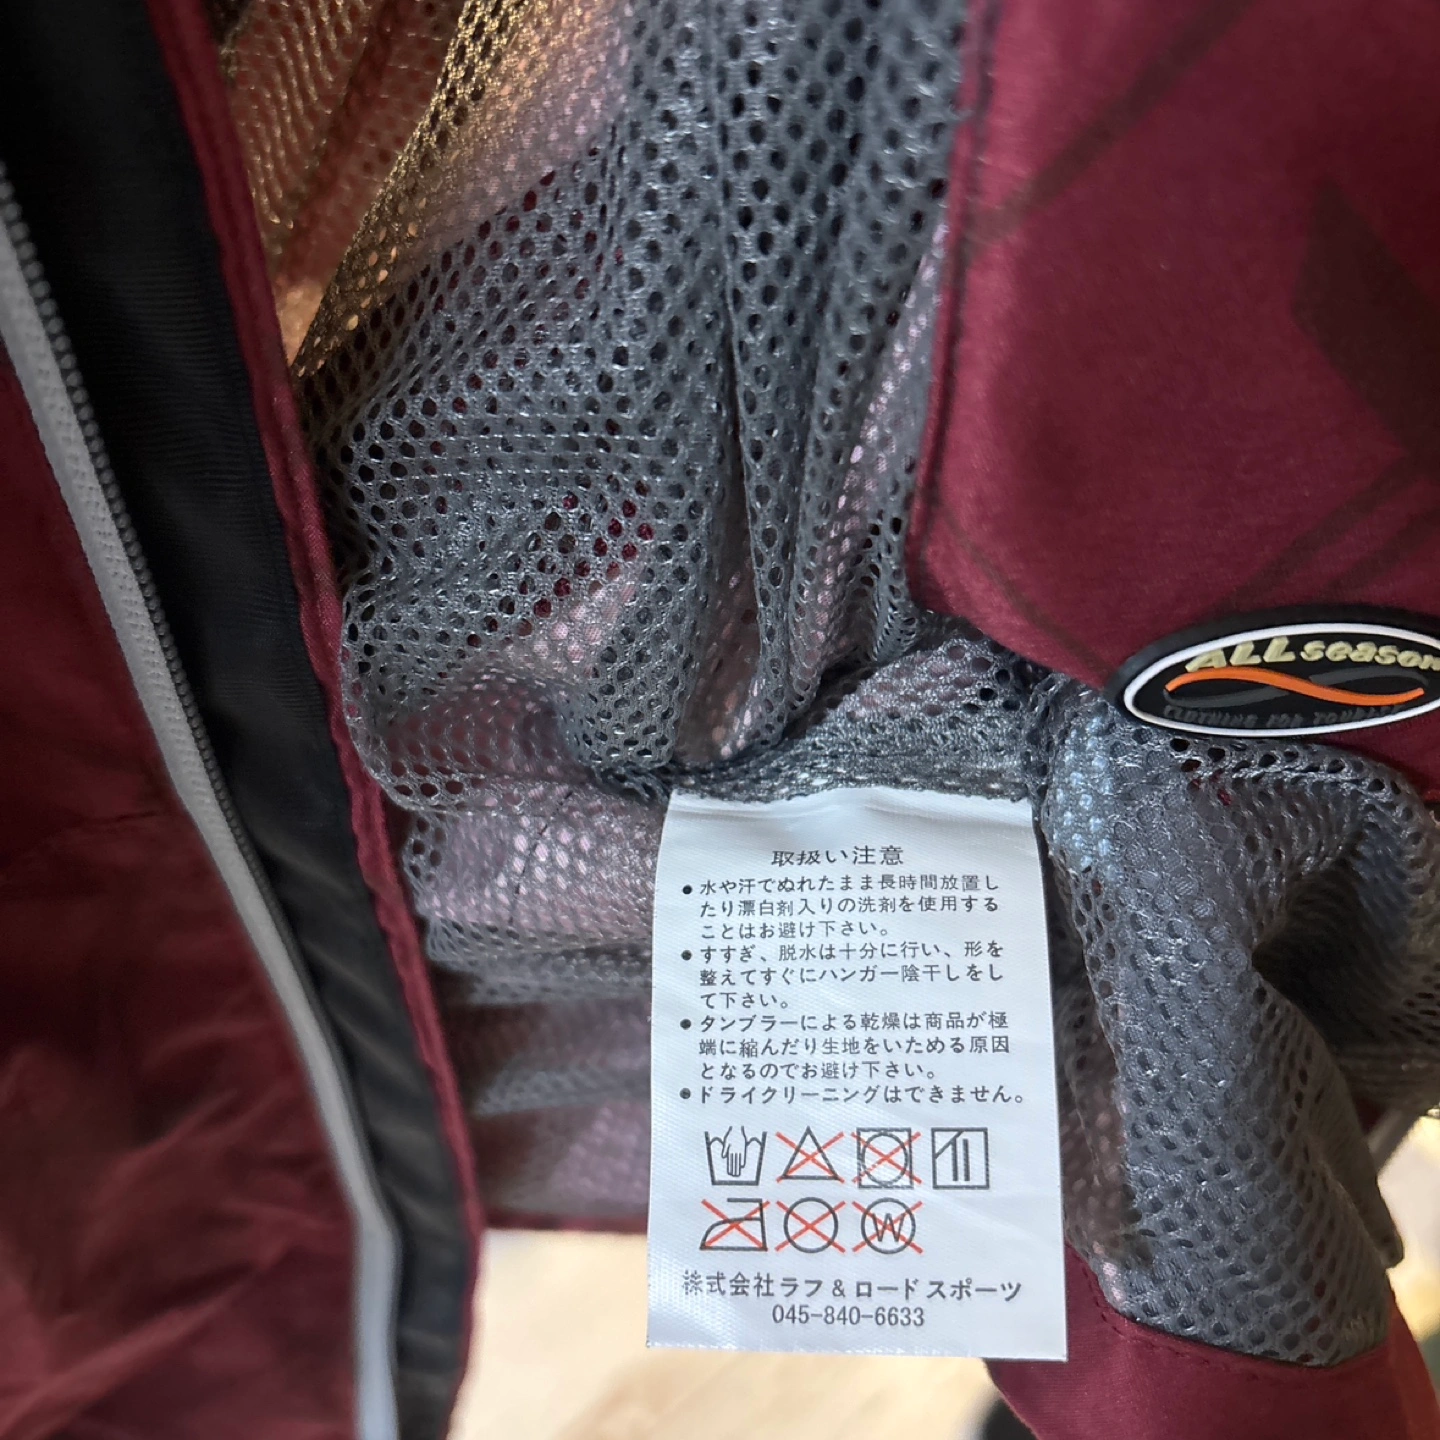 ALL season
取扱い注意
●水や汗でぬれたまま長時間放置し
たり漂白剤入りの洗剤を使用する
ことはお避け下さい。
●すすぎ、脱水は十分に行い、形を
整えてすぐにハンガー陰干しをし
て下さい。
●タンブラーによる乾燥は商品が極
端に縮んだり生地をいためる原因
となるのでお避け下さい。
●ドライクリーニングはできません。
W
株式会社ラフ&ロードスポーツ
045-840-6633